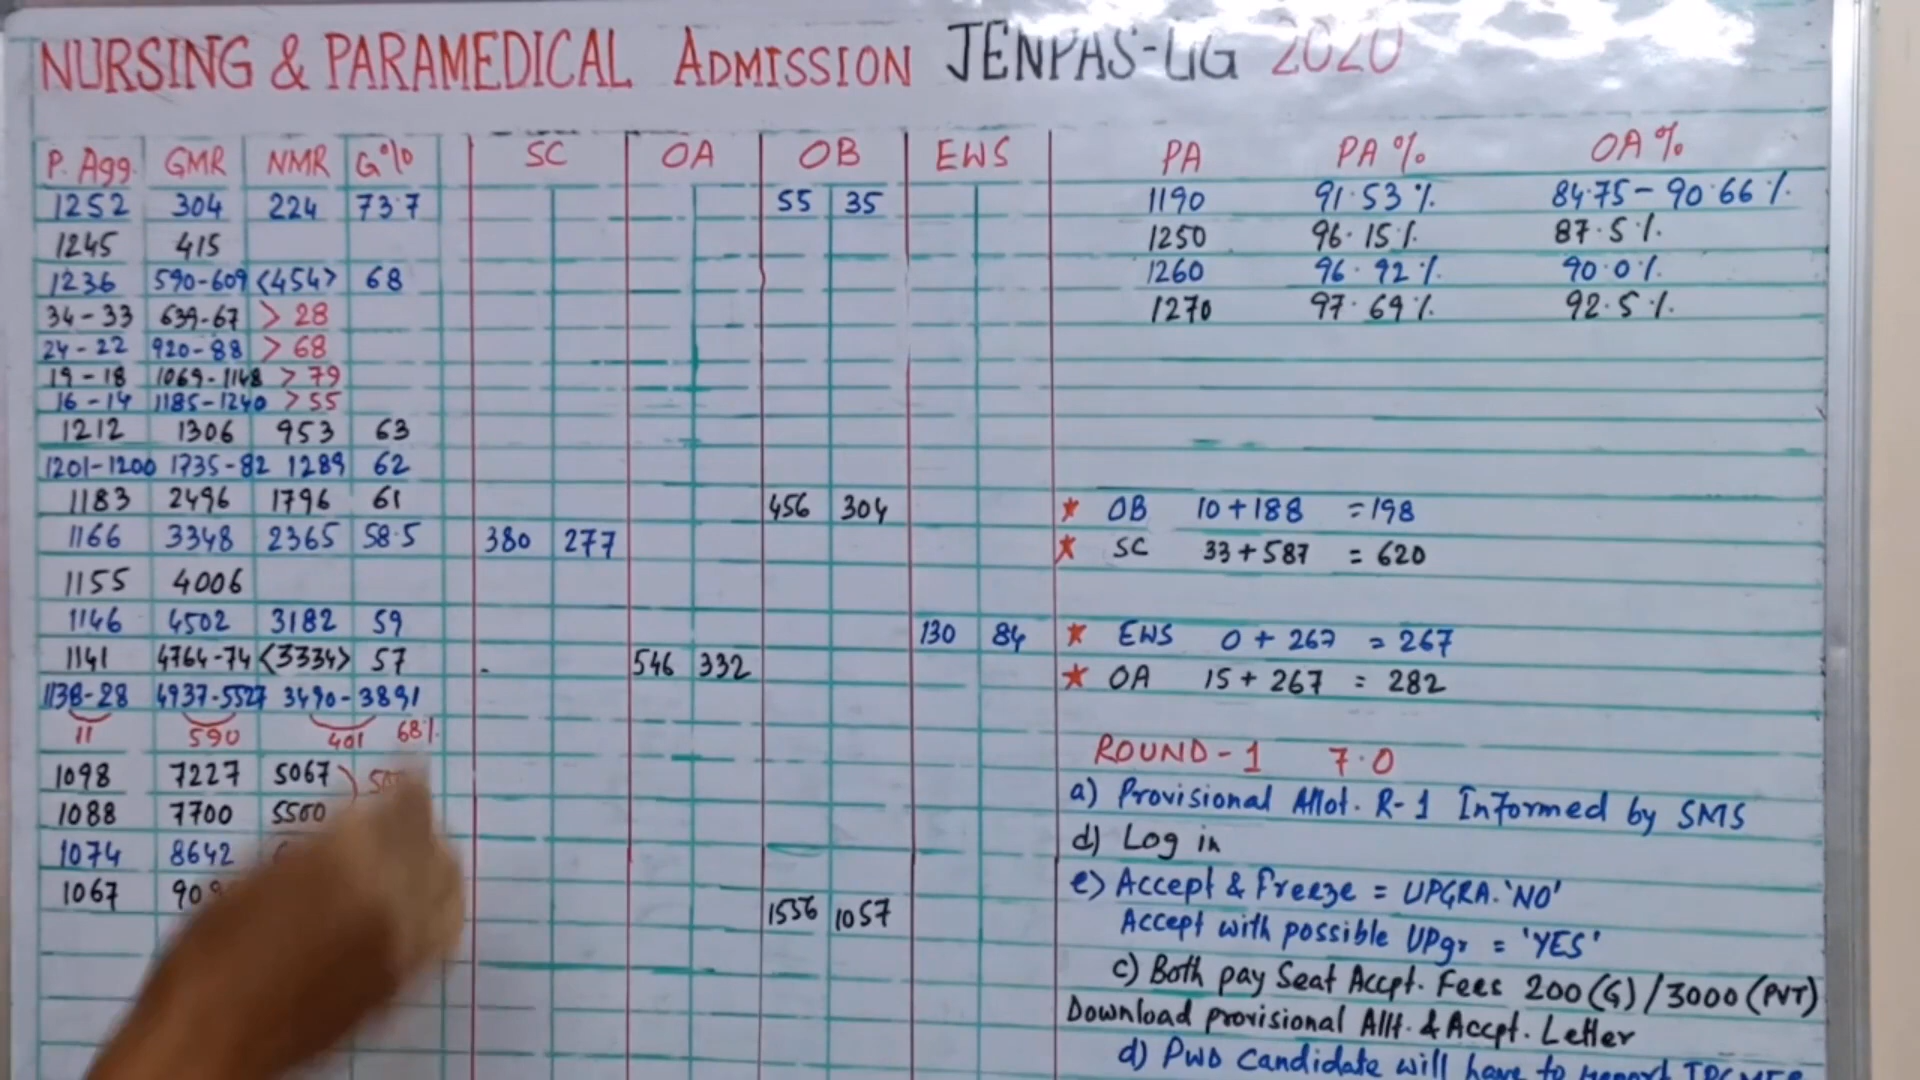 NURSING & PARAMEDICAL ADMISSION JENPAS-UG 2020
P. Agg. GMR NMR G% SC OA OB EWS PA PA % OA %
1252 304 224 73.7 55 35 1190 91.53 % 84.75 - 90.66 %
1245 415 1250 96.15 % 87.5 %
1236 590-609 <454> 68 1260 96.92 % 90.0 %
34-33 639-67 > 28 1270 97.69 % 92.5 %
24-22 920-88 > 68
19-18 1069-1148 > 79
16-14 1185-1240 > 55
1212 1306 953 63
1201-1200 1735-82 1289 62
1183 2496 1796 61 456 304 * OB 10+188 =198
1166 3348 2365 58.5 380 277 * SC 33+587 = 620
1155 4006
1146 4502 3182 59 130 84 * EWS 0 + 267 = 267
1141 4764-74 <3334> 57 546 332 * OA 15+267 = 282
1138-28 4937-5527 3490-3891
11 590 401 68%
ROUND-1 7.0
1098 7227 5067
a) Provisional Allot. R-1 Informed by SMS
1088 7700 5500
d) Log in
1074 8642
e) Accept & Freeze = UPGRA. 'NO'
1067
1556 1057 Accept with possible UPgr = 'YES'
c) Both pay Seat Accpt. Fees 200 (G) / 3000 (PVT)
Download provisional Allt. & Accpt. Letter
d) PwD Candidate will have to